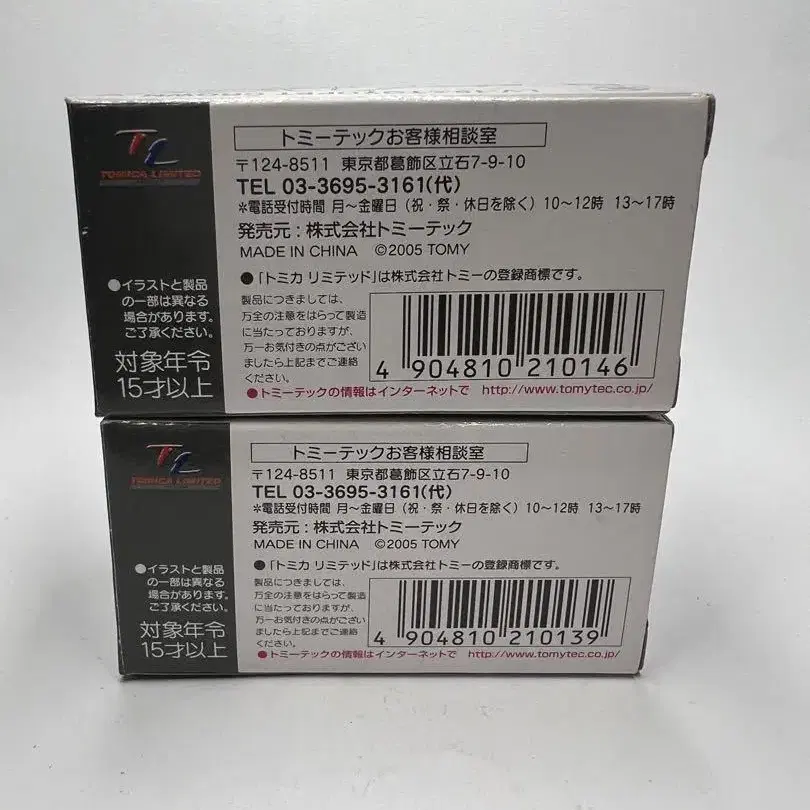 TL
TOMICA LIMITED
トミーテックお客様相談室
〒124-8511 東京都葛飾区立石7-9-10
TEL 03-3695-3161(代)
*電話受付時間 月〜金曜日(祝・祭・休日を除く)10〜12時 13〜17時
発売元:株式会社トミーテック
MADE IN CHINA ©2005 TOMY
●「トミカ リミテッド」は株式会社トミーの登録商標です。
●イラストと製品
の一部は異なる
場合があります。
ご了承ください。
対象年令
15才以上
製品につきましては、
万全の注意をはらって製造
に当たっておりますが、
万一お気付きの点がござい
ましたら上記までご連絡
ください。
4 904810 210146
●トミーテックの情報はインターネットで http://www.tomytec.co.jp/
TL
TOMICA LIMITED
トミーテックお客様相談室
〒124-8511 東京都葛飾区立石7-9-10
TEL 03-3695-3161(代)
*電話受付時間 月〜金曜日(祝・祭・休日を除く)10〜12時 13〜17時
発売元:株式会社トミーテック
MADE IN CHINA ©2005 TOMY
●「トミカ リミテッド」は株式会社トミーの登録商標です。
●イラストと製品
の一部は異なる
場合があります。
ご了承ください。
対象年令
15才以上
製品につきましては、
万全の注意をはらって製造
に当たっておりますが、
万一お気付きの点がござい
ましたら上記までご連絡
ください。
4 904810 210139
●トミーテックの情報はインターネットで http://www.tomytec.co.jp/